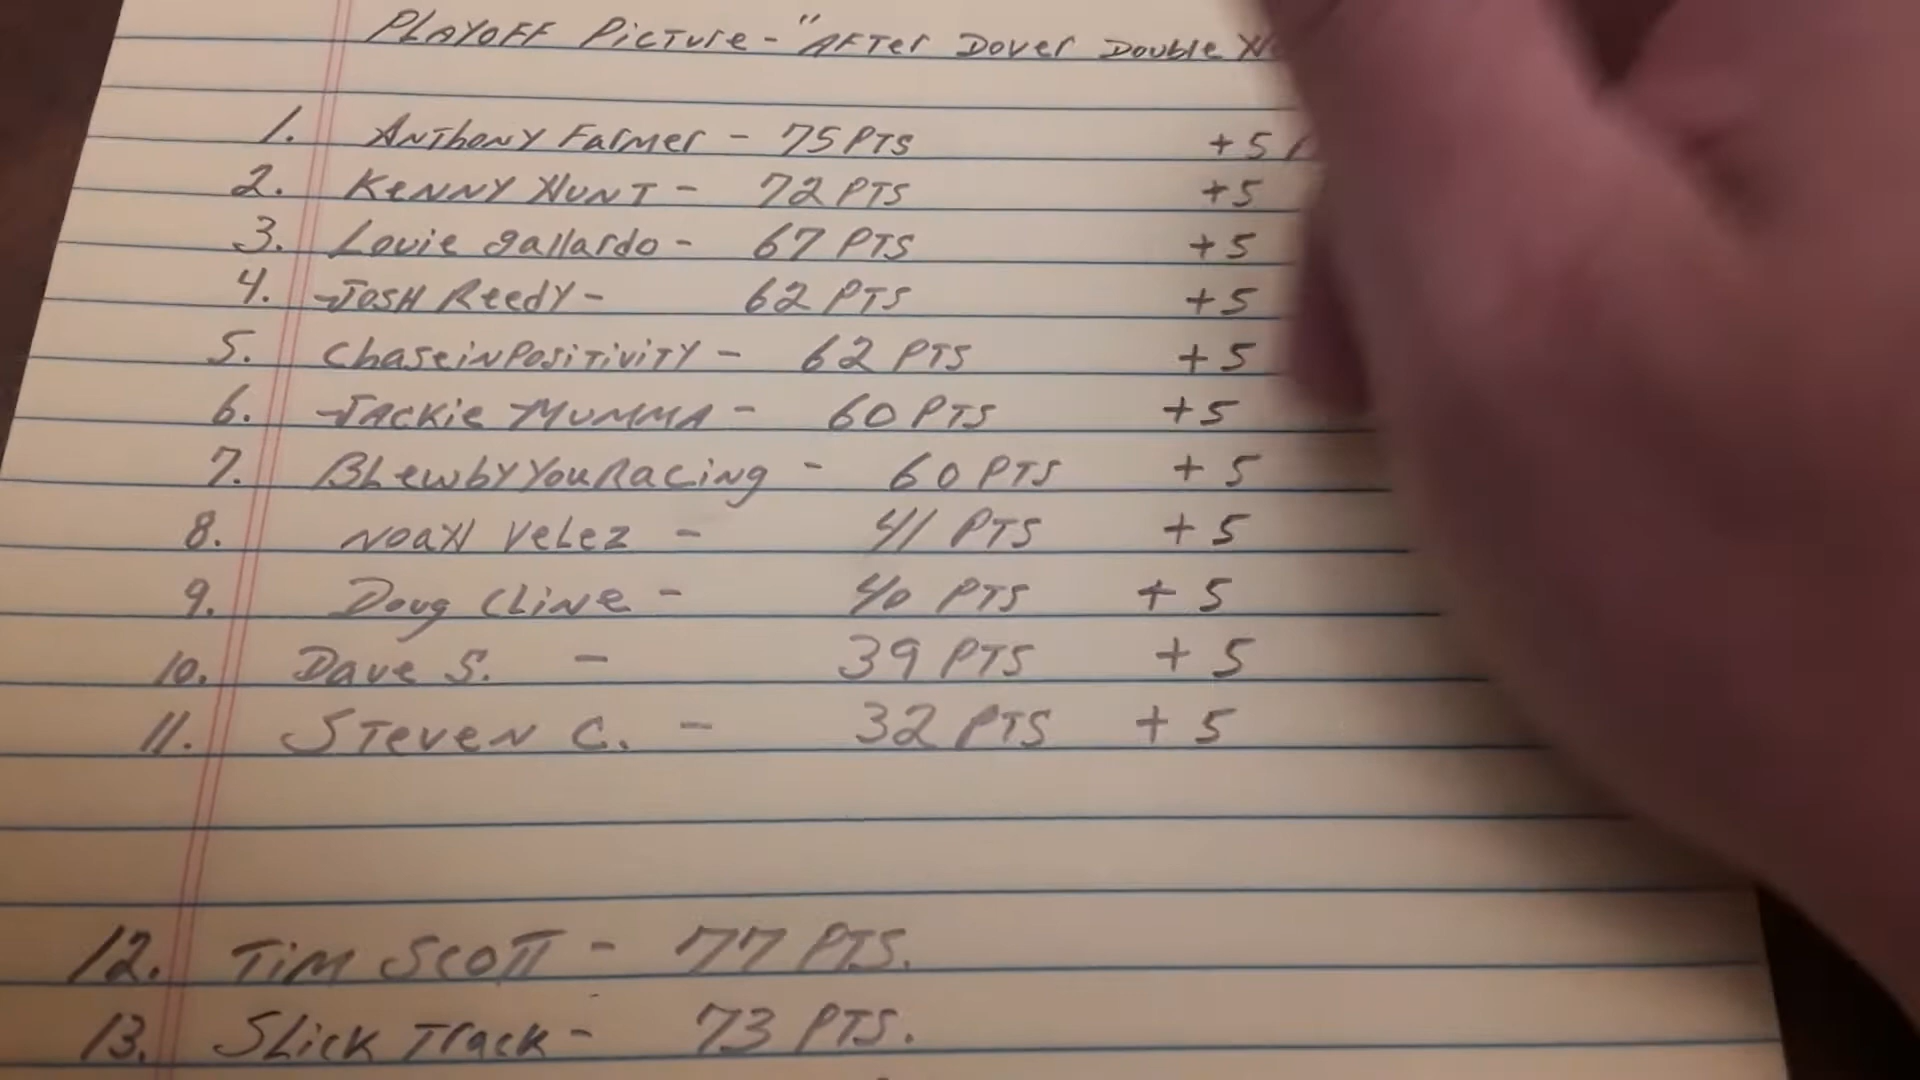 Playoff Picture - "After Dover Double
1. Anthony Farmer - 75 PTS +5
2. Kenny Hunt - 72 PTS +5
3. Louie Gallardo - 67 PTS +5
4. Josh Reedy - 62 PTS +5
5. ChaseinPositivity - 62 PTS +5
6. Jackie Mumma - 60 PTS +5
7. BlewbyYouRacing - 60 PTS +5
8. Noah Velez - 41 PTS +5
9. Doug Cline - 40 PTS +5
10. Dave S. - 39 PTS +5
11. Steven C. - 32 PTS +5
12. Tim Scott - 77 PTS.
13. Slick Track - 73 PTS.